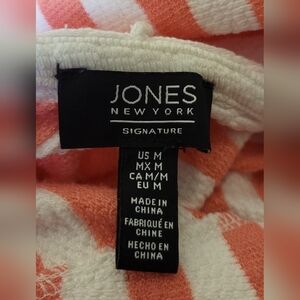 JONES
NEW YORK
SIGNATURE
US M
MX M
CA M/M
EU M
MADE IN
CHINA
FABRIQUÉ EN
CHINE
HECHO EN
CHINA